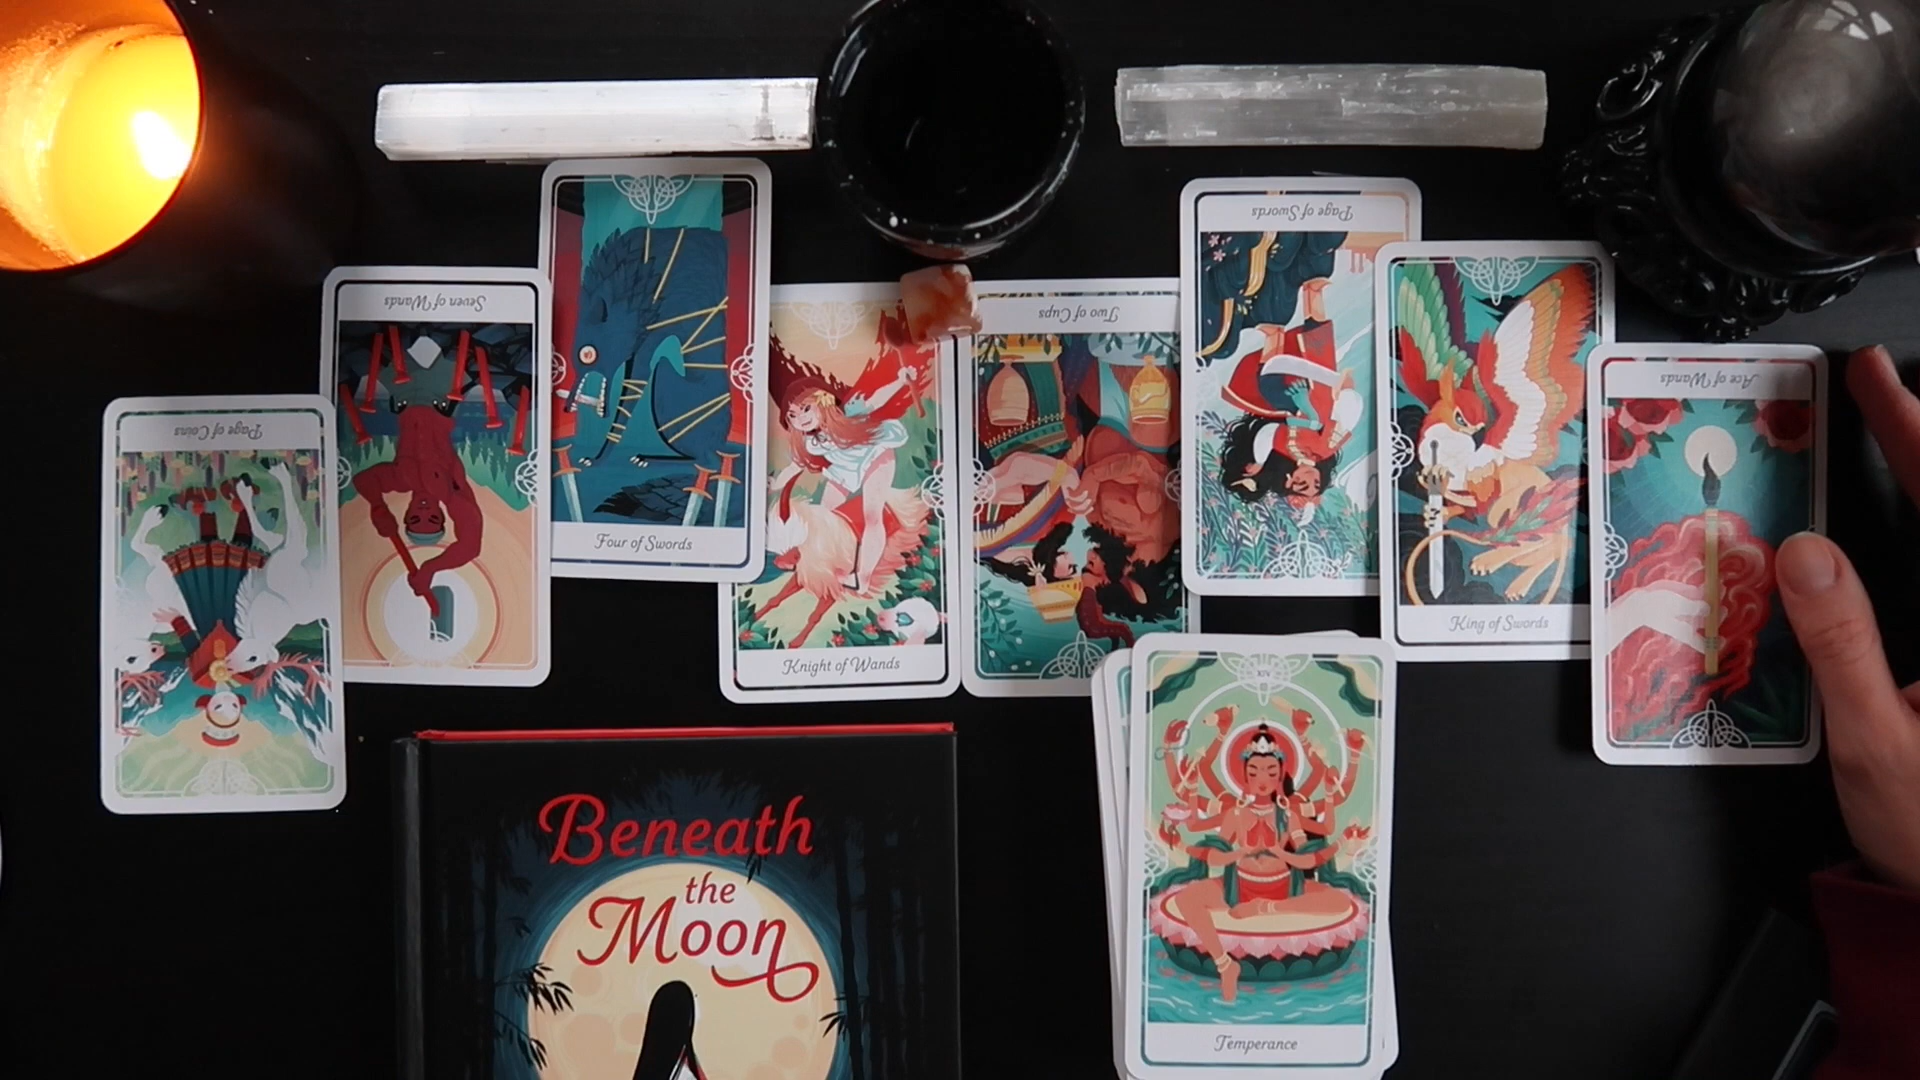 Page of Swords
Two of Cups
Seven of Wands
Ace of Wands
Page of Coins
Four of Swords
King of Swords
Knight of Wands
XIV
Temperance
Beneath
the
Moon